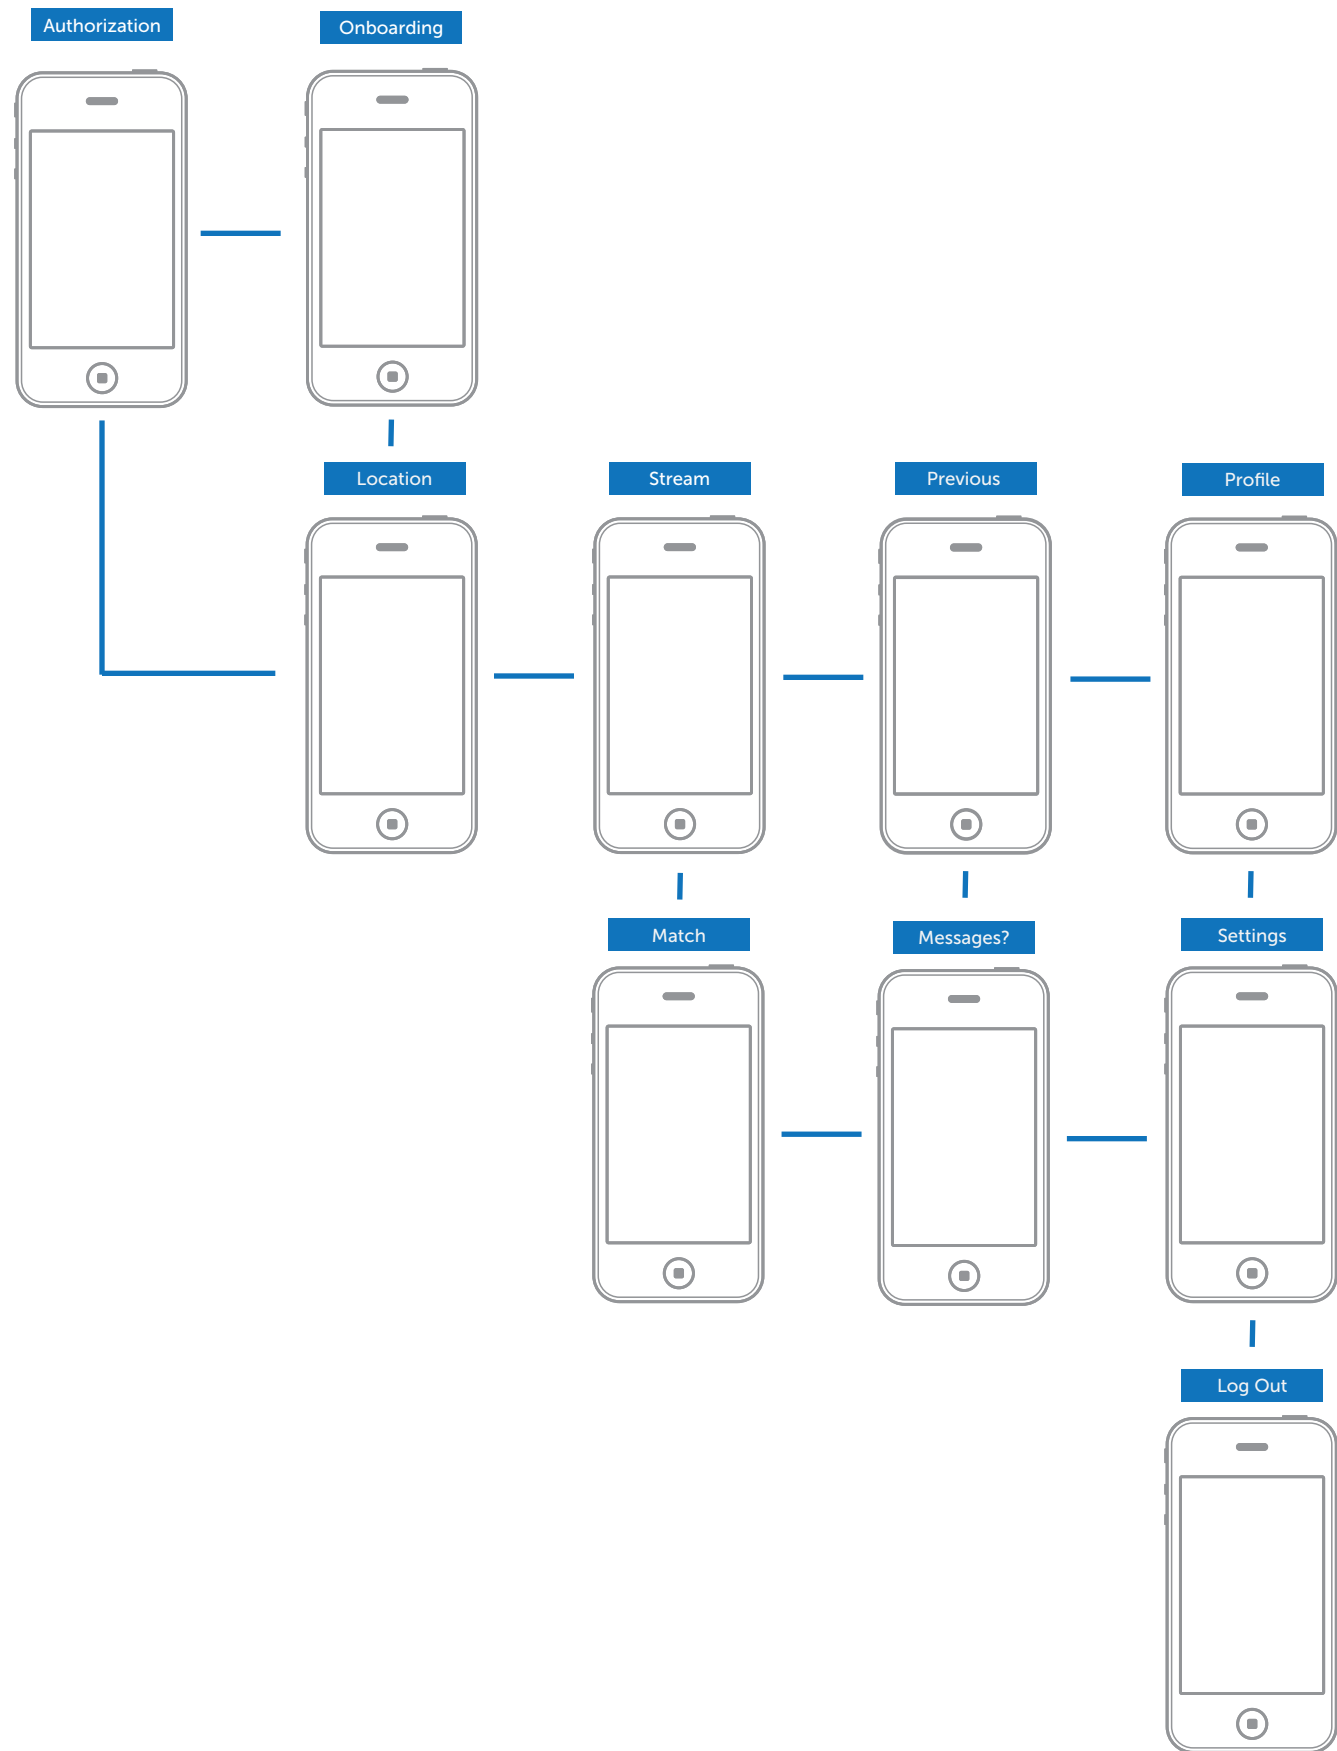 Authorization
Onboarding
Location
Stream
Previous
Profile
Match
Messages?
Settings
Log Out